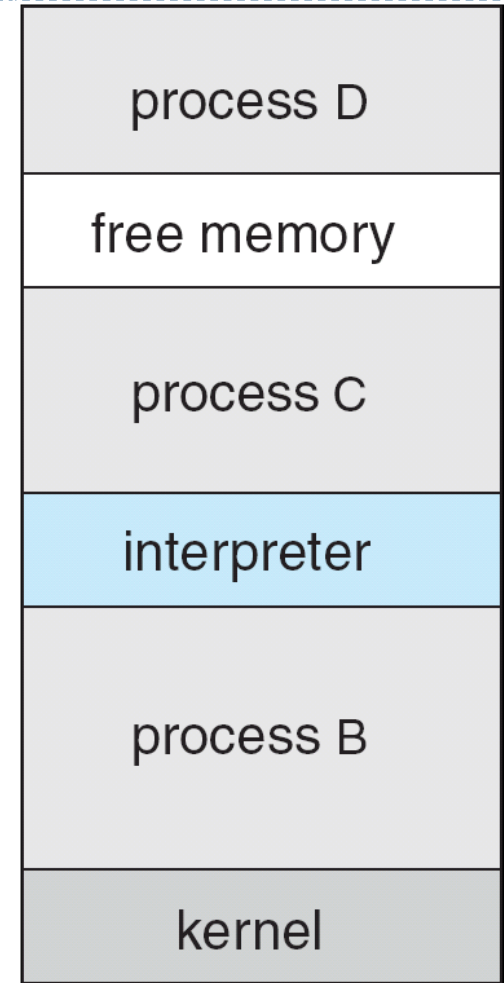 process D
free memory
process C
interpreter
process B
kernel